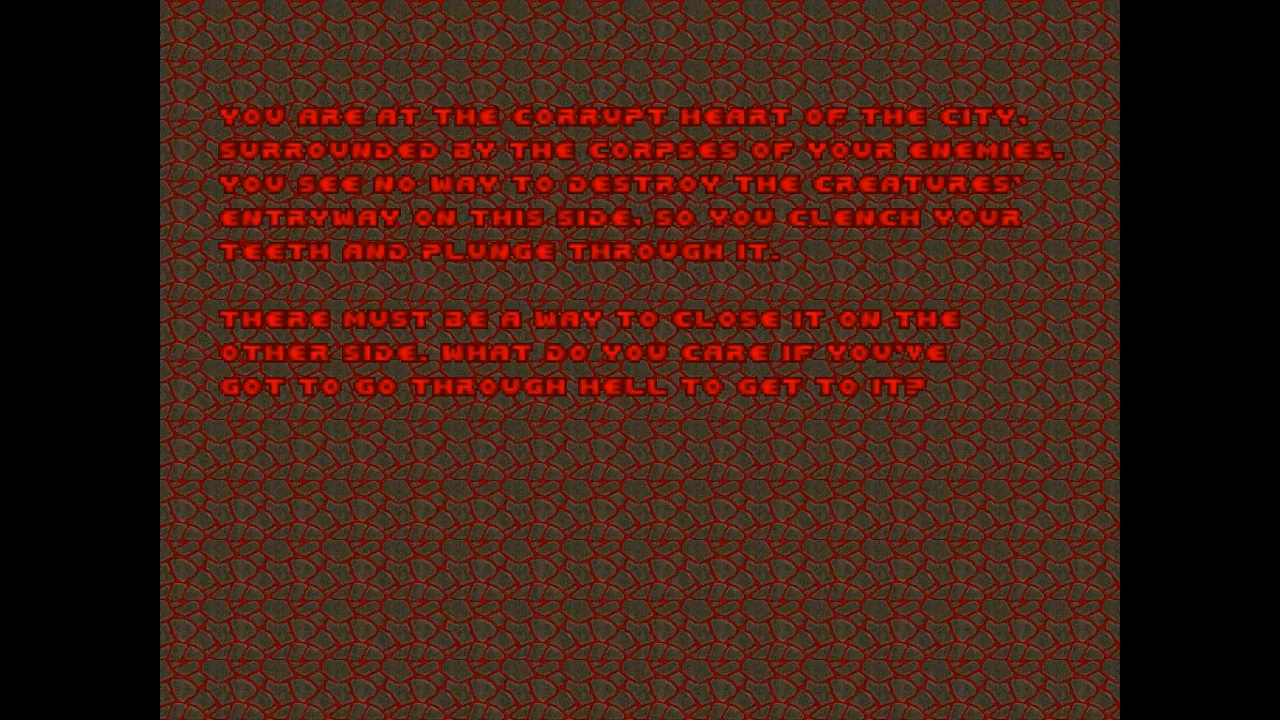 YOU ARE AT THE CORRUPT HEART OF THE CITY,
SURROUNDED BY THE CORPSES OF YOUR ENEMIES.
YOU SEE NO WAY TO DESTROY THE CREATURES'
ENTRYWAY ON THIS SIDE, SO YOU CLENCH YOUR
TEETH AND PLUNGE THROUGH IT.
THERE MUST BE A WAY TO CLOSE IT ON THE
OTHER SIDE. WHAT DO YOU CARE IF YOU'VE
GOT TO GO THROUGH HELL TO GET TO IT?